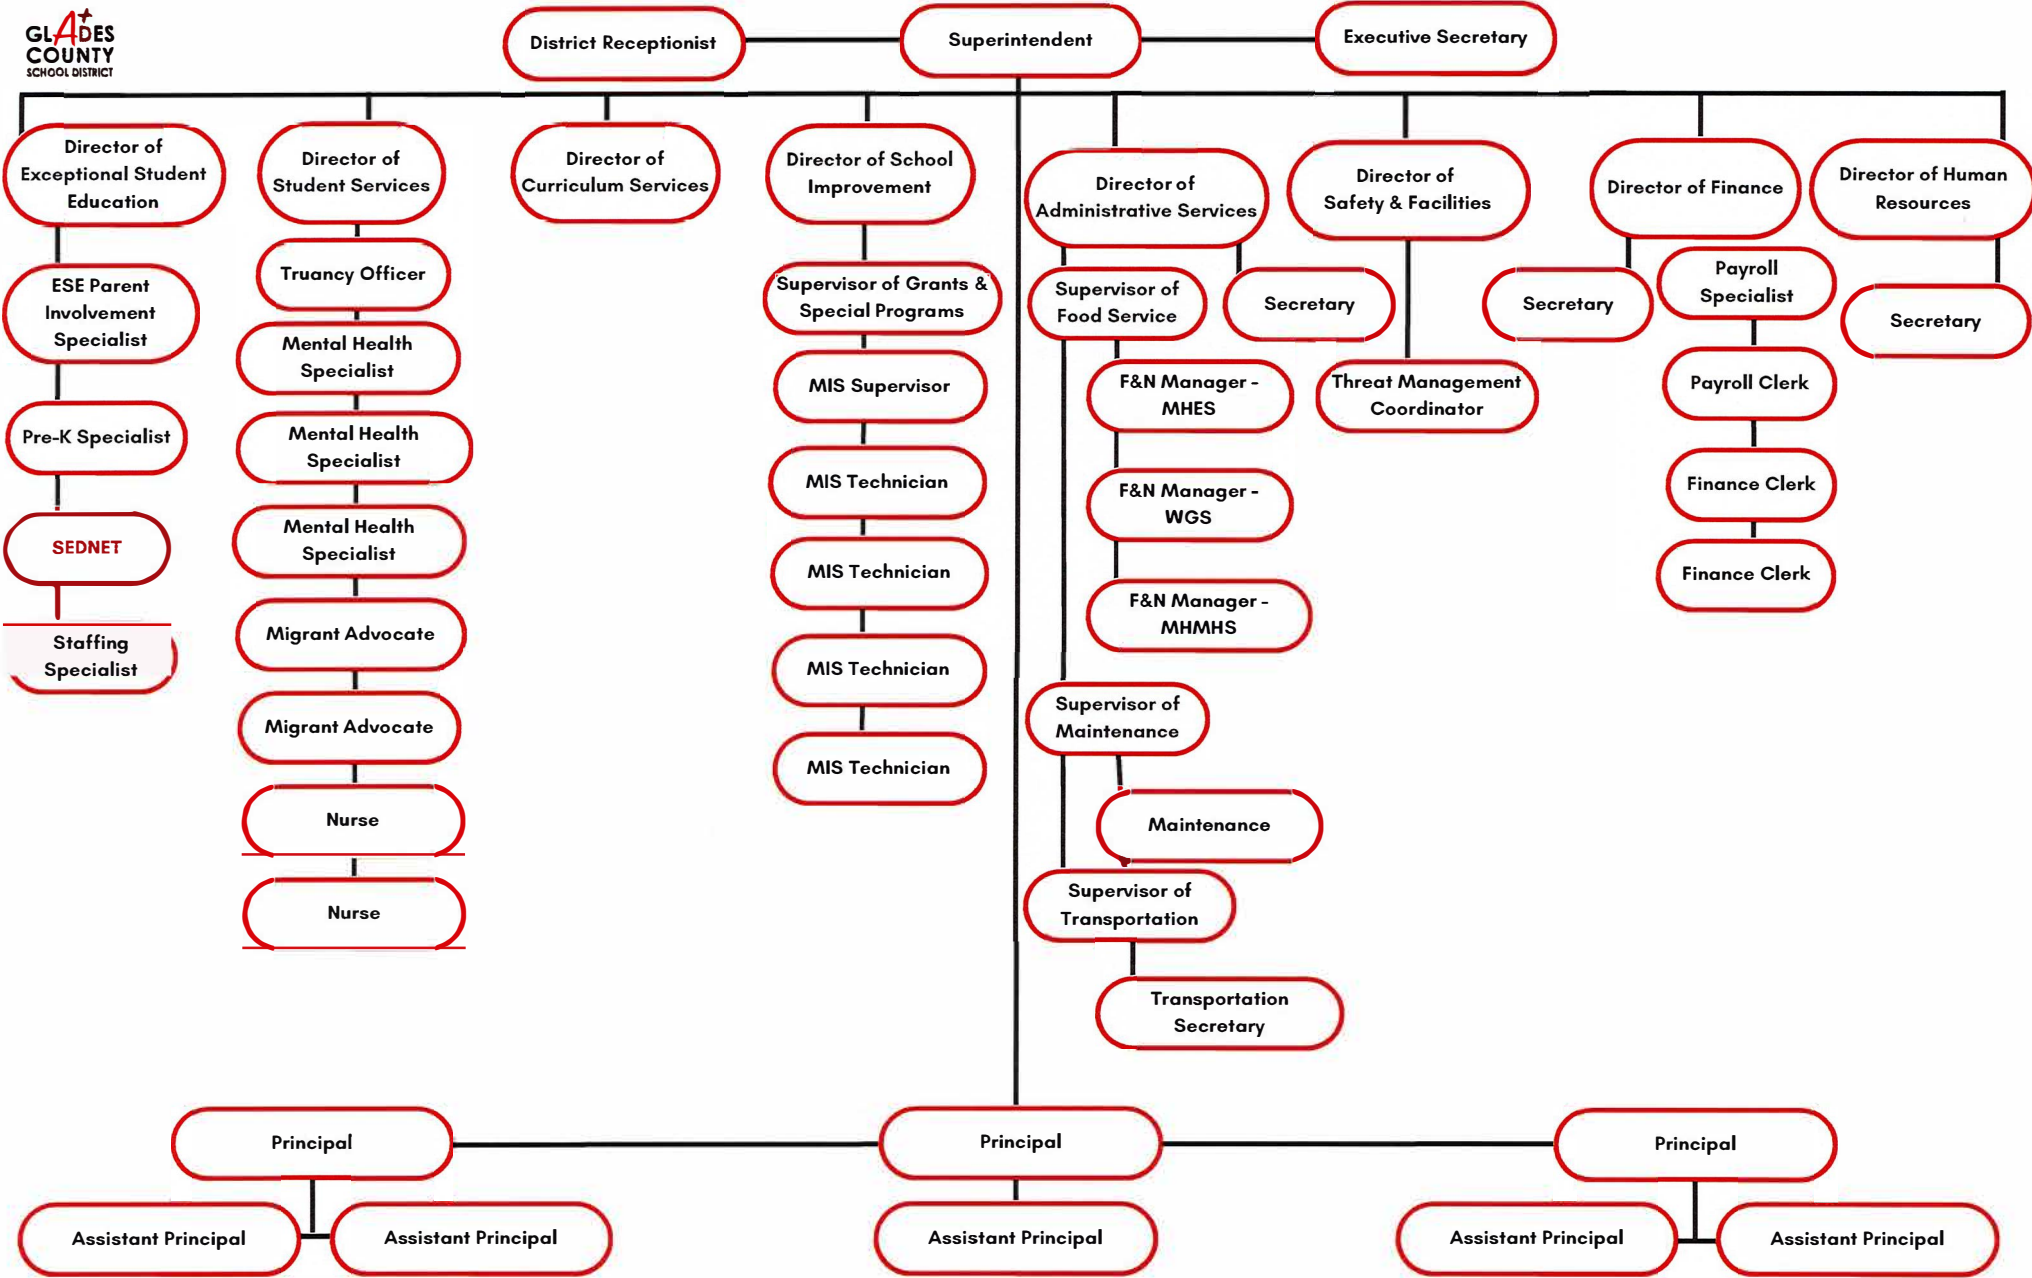 GLADES
COUNTY
SCHOOL DISTRICT
District Receptionist
Superintendent
Executive Secretary
Director of
Exceptional Student
Education
Director of
Student Services
Director of
Curriculum Services
Director of School
Improvement
Director of
Administrative Services
Director of
Safety & Facilities
Director of Finance
Director of Human
Resources
ESE Parent
Involvement
Specialist
Pre-K Specialist
SEDNET
Staffing
Specialist
Truancy Officer
Mental Health
Specialist
Mental Health
Specialist
Mental Health
Specialist
Migrant Advocate
Migrant Advocate
Nurse
Nurse
Supervisor of Grants &
Special Programs
MIS Supervisor
MIS Technician
MIS Technician
MIS Technician
MIS Technician
Supervisor of
Food Service
Secretary
F&N Manager -
MHES
F&N Manager -
WGS
F&N Manager -
MHMHS
Supervisor of
Maintenance
Maintenance
Supervisor of
Transportation
Transportation
Secretary
Threat Management
Coordinator
Secretary
Payroll
Specialist
Payroll Clerk
Finance Clerk
Finance Clerk
Secretary
Principal
Principal
Principal
Assistant Principal
Assistant Principal
Assistant Principal
Assistant Principal
Assistant Principal